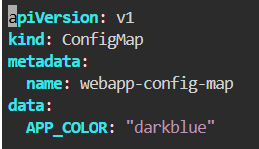 apiVersion: v1
kind: ConfigMap
metadata:
  name: webapp-config-map
data:
  APP_COLOR: "darkblue"